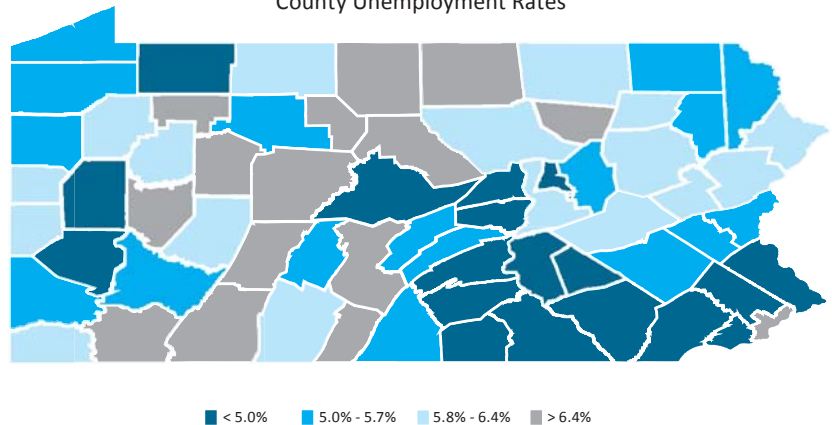 County Unemployment Rates
< 5.0% 5.0% - 5.7% 5.8% - 6.4% > 6.4%